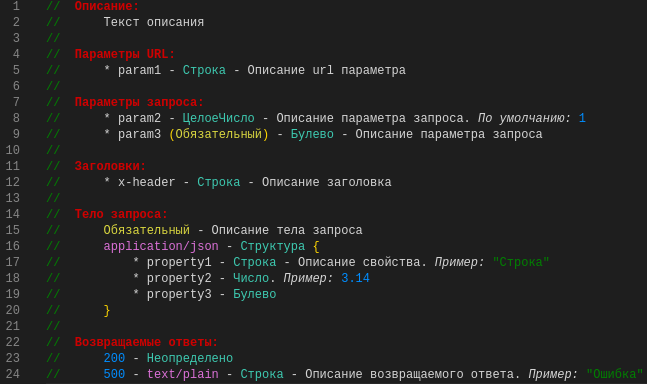 1 // Описание:
2 // Текст описания
3 //
4 // Параметры URL:
5 // * param1 - Строка - Описание url параметра
6 //
7 // Параметры запроса:
8 // * param2 - ЦелоеЧисло - Описание параметра запроса. По умолчанию: 1
9 // * param3 (Обязательный) - Булево - Описание параметра запроса
10 //
11 // Заголовки:
12 // * x-header - Строка - Описание заголовка
13 //
14 // Тело запроса:
15 // Обязательный - Описание тела запроса
16 // application/json - Структура {
17 // * property1 - Строка - Описание свойства. Пример: "Строка"
18 // * property2 - Число. Пример: 3.14
19 // * property3 - Булево
20 // }
21 //
22 // Возвращаемые ответы:
23 // 200 - Неопределено
24 // 500 - text/plain - Строка - Описание возвращаемого ответа. Пример: "Ошибка"